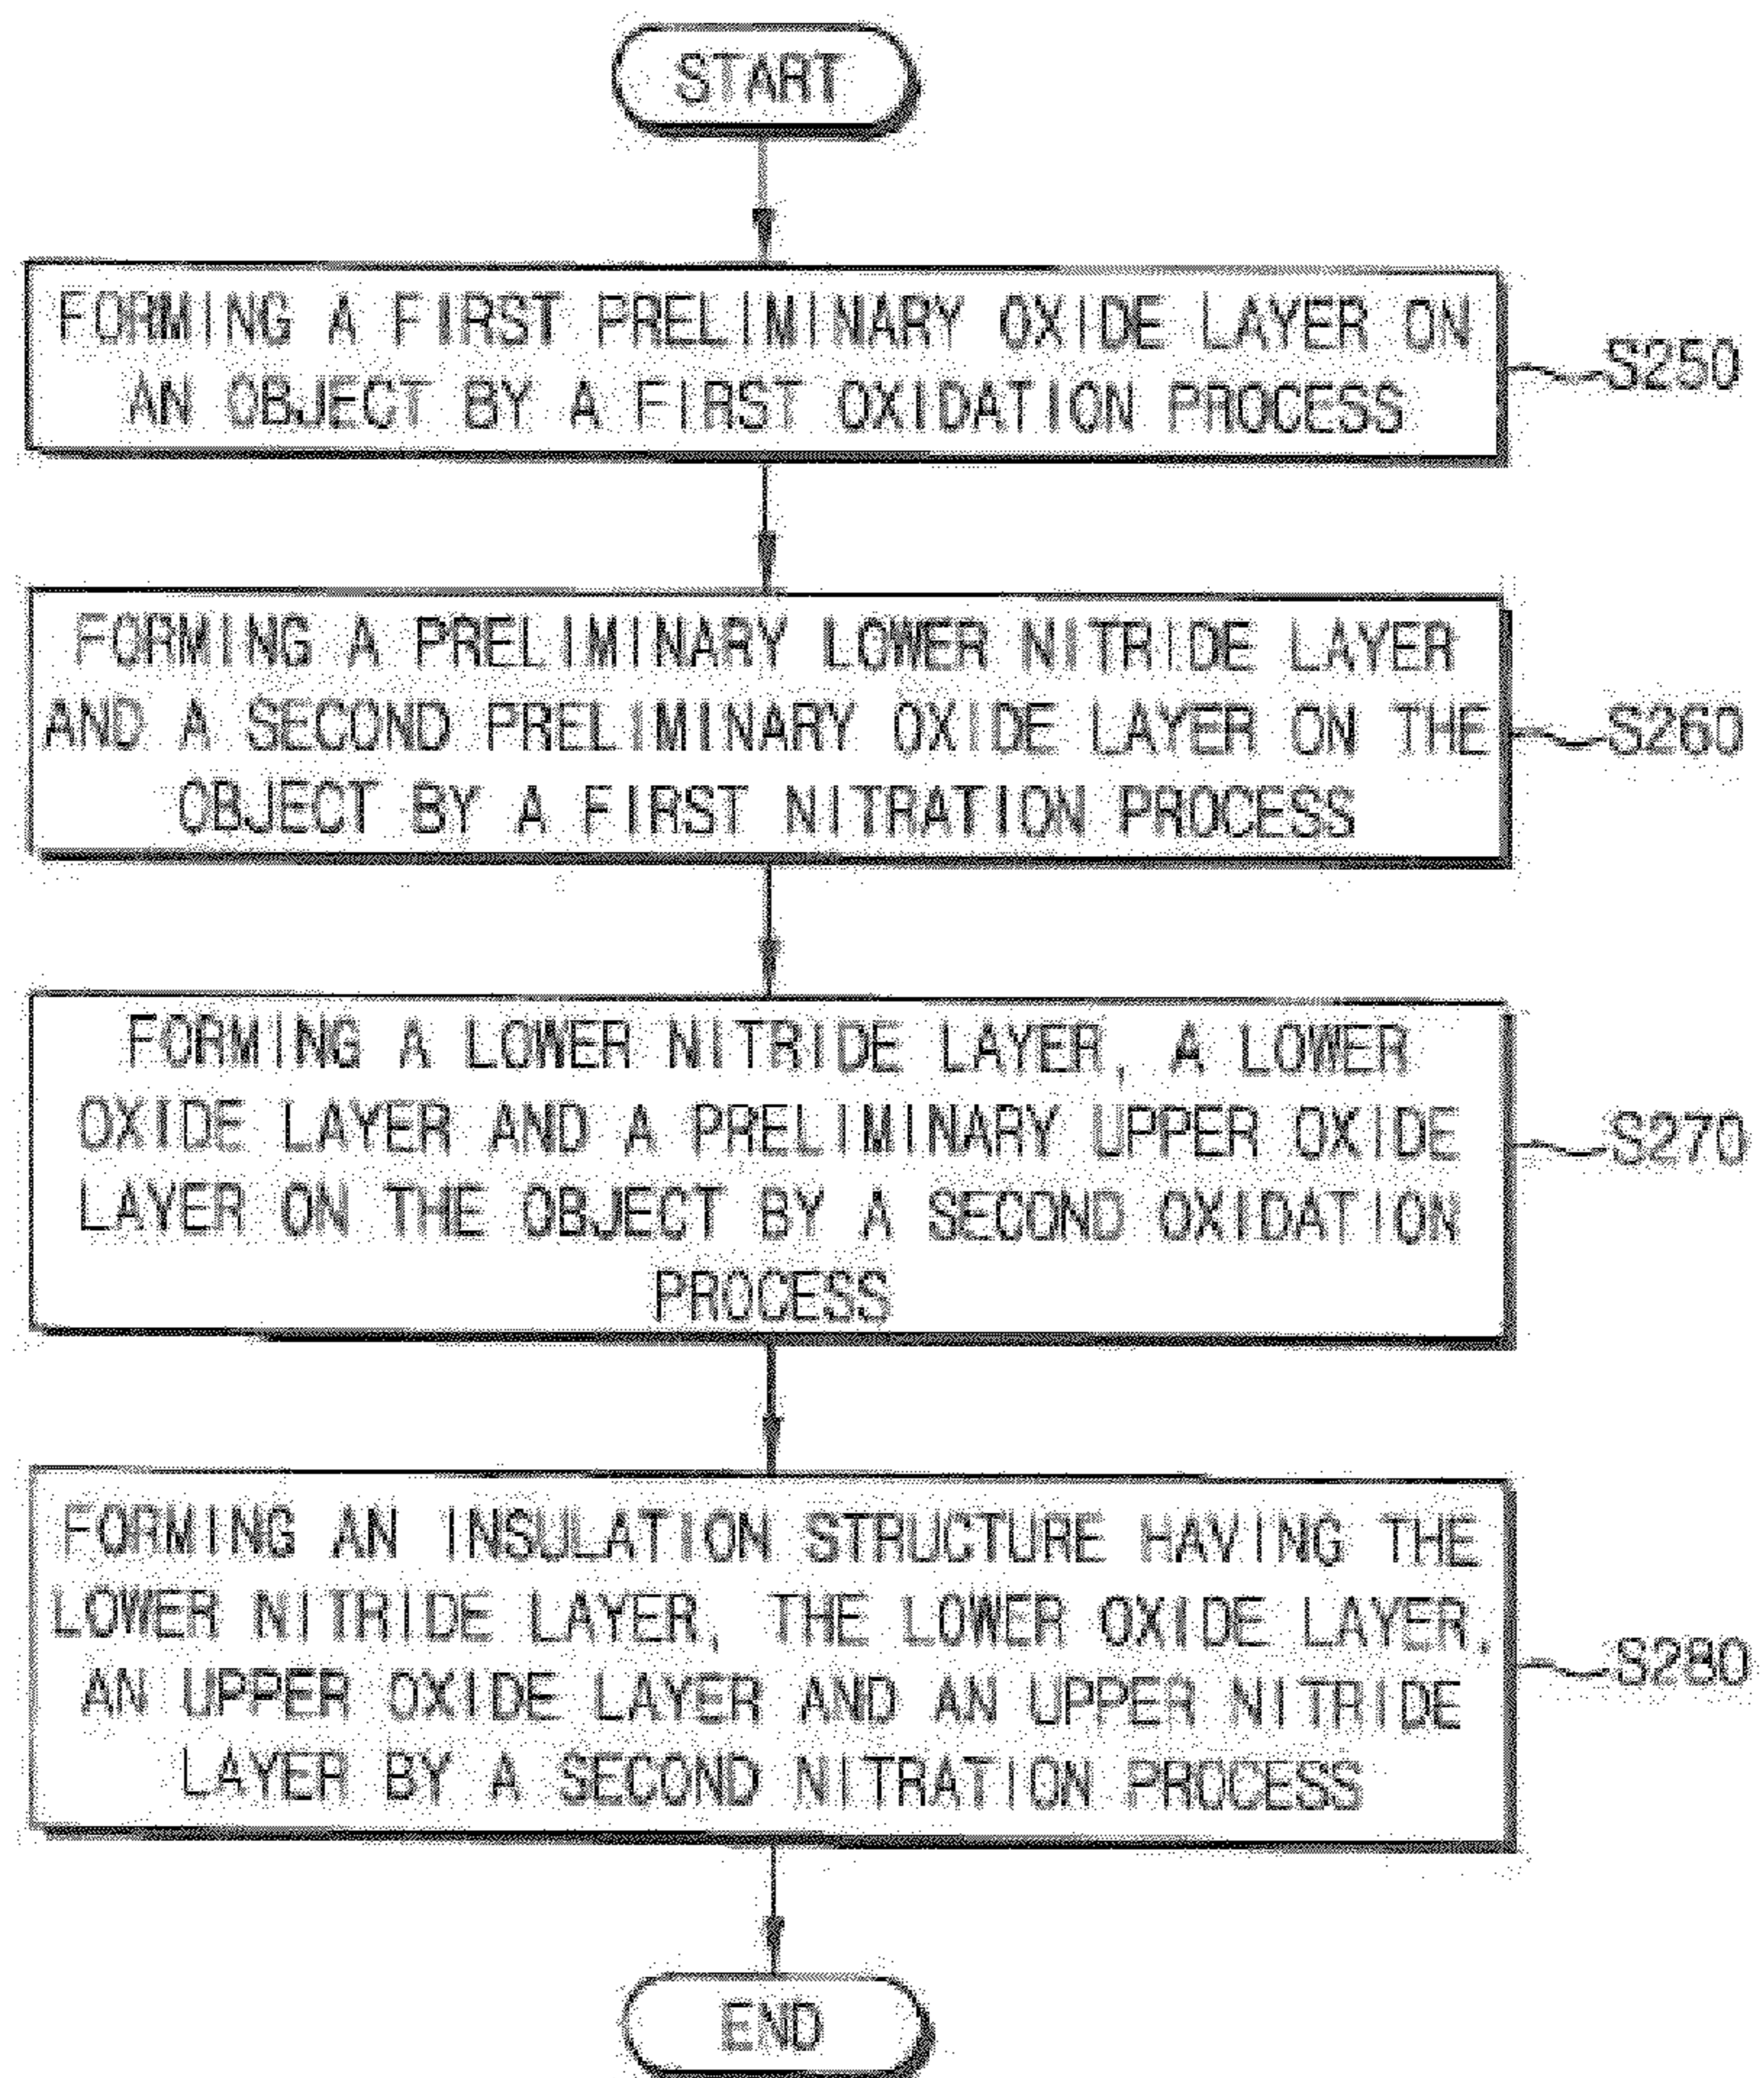 START
FORMING A FIRST PRELIMINARY OXIDE LAYER ON
AN OBJECT BY A FIRST OXIDATION PROCESS
S250
FORMING A PRELIMINARY LOWER NITRIDE LAYER
AND A SECOND PRELIMINARY OXIDE LAYER ON THE
OBJECT BY A FIRST NITRATION PROCESS
S260
FORMING A LOWER NITRIDE LAYER, A LOWER
OXIDE LAYER AND A PRELIMINARY UPPER OXIDE
LAYER ON THE OBJECT BY A SECOND OXIDATION
PROCESS
S270
FORMING AN INSULATION STRUCTURE HAVING THE
LOWER NITRIDE LAYER, THE LOWER OXIDE LAYER,
AN UPPER OXIDE LAYER AND AN UPPER NITRIDE
LAYER BY A SECOND NITRATION PROCESS
S280
END